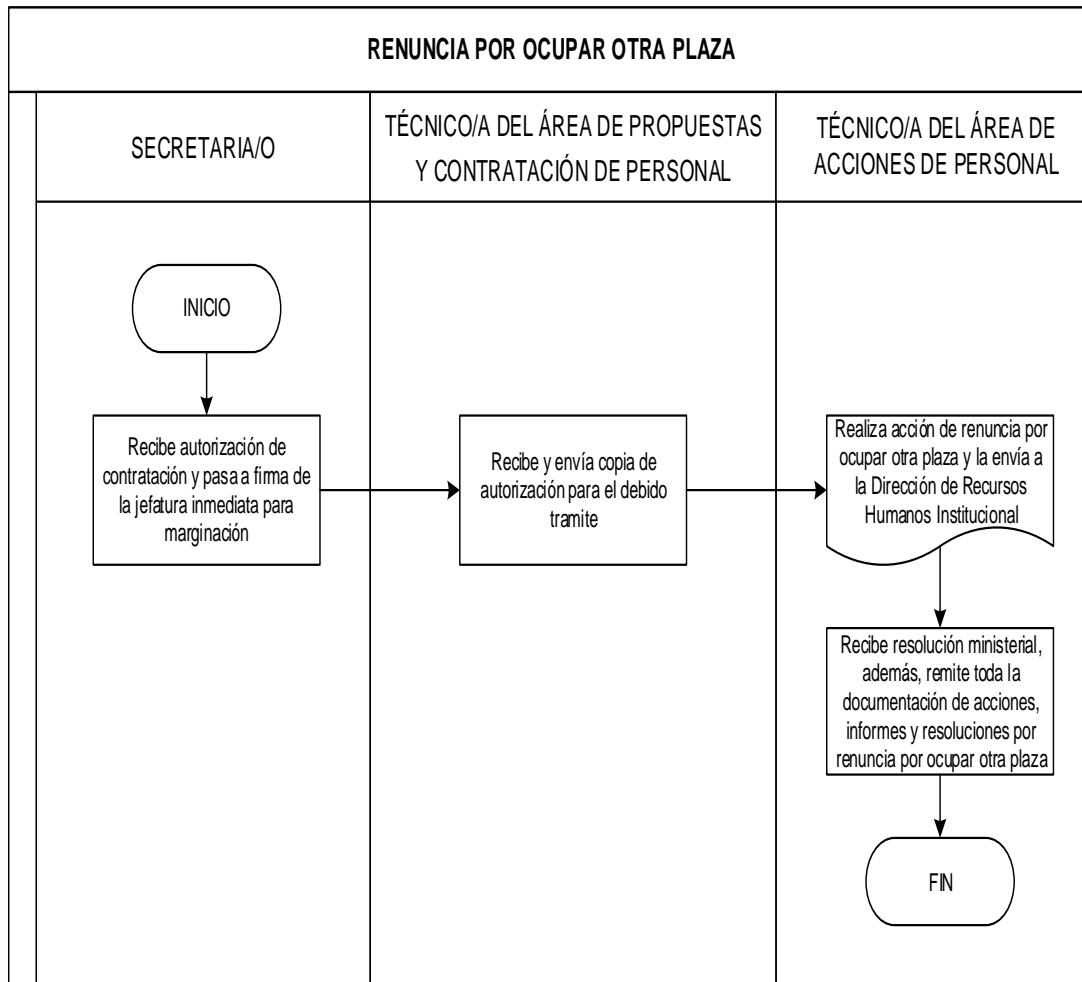 RENUNCIA POR OCUPAR OTRA PLAZA
SECRETARIA/O
TÉCNICO/A DEL ÁREA DE PROPUESTAS
Y CONTRATACIÓN DE PERSONAL
TÉCNICO/A DEL ÁREA DE
ACCIONES DE PERSONAL
INICIO
Recibe autorización de
contratación y pasa a firma de
la jefatura inmediata para
marginación
Recibe y envía copia de
autorización para el debido
tramite
Realiza acción de renuncia por
ocupar otra plaza y la envía a
la Dirección de Recursos
Humanos Institucional
Recibe resolución ministerial,
además, remite toda la
documentación de acciones,
informes y resoluciones por
renuncia por ocupar otra plaza
FIN